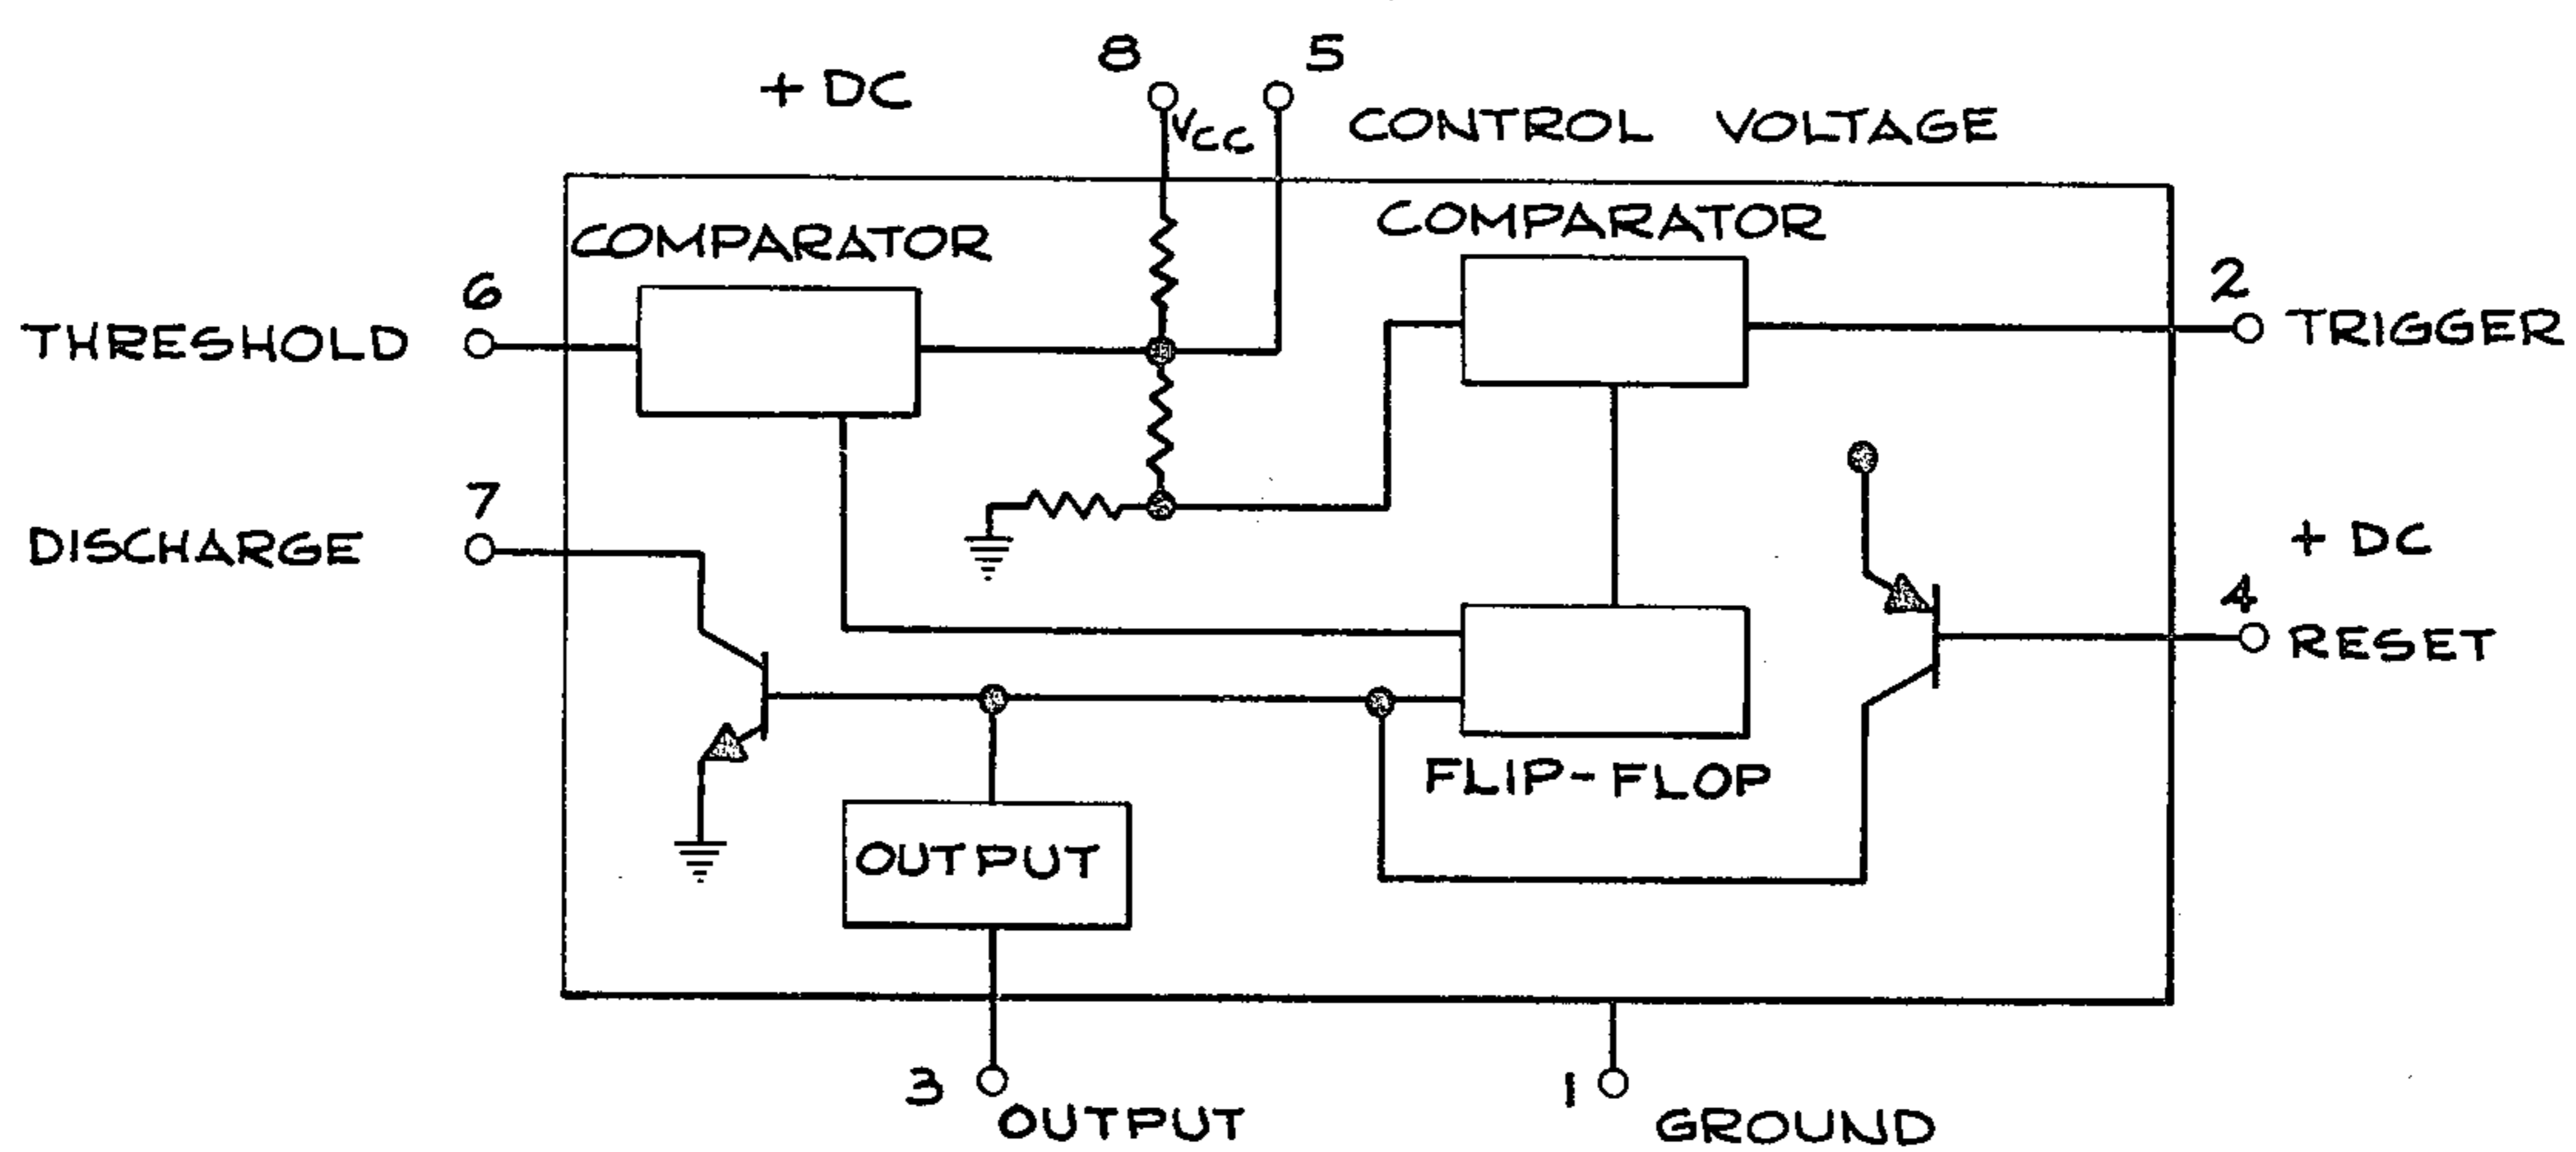 + DC
8
5
VCC
CONTROL VOLTAGE
COMPARATOR
COMPARATOR
6
THRESHOLD
2
TRIGGER
7
DISCHARGE
+ DC
4
RESET
FLIP-FLOP
OUTPUT
3
OUTPUT
1
GROUND